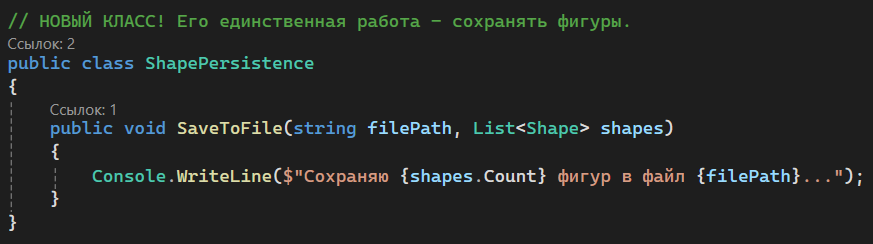 // НОВЫЙ КЛАСС! Его единственная работа - сохранять фигуры.
Ссылок: 2
public class ShapePersistence
{
Ссылок: 1
public void SaveToFile(string filePath, List<Shape> shapes)
{
Console.WriteLine($"Сохраняю {shapes.Count} фигур в файл {filePath}...");
}
}